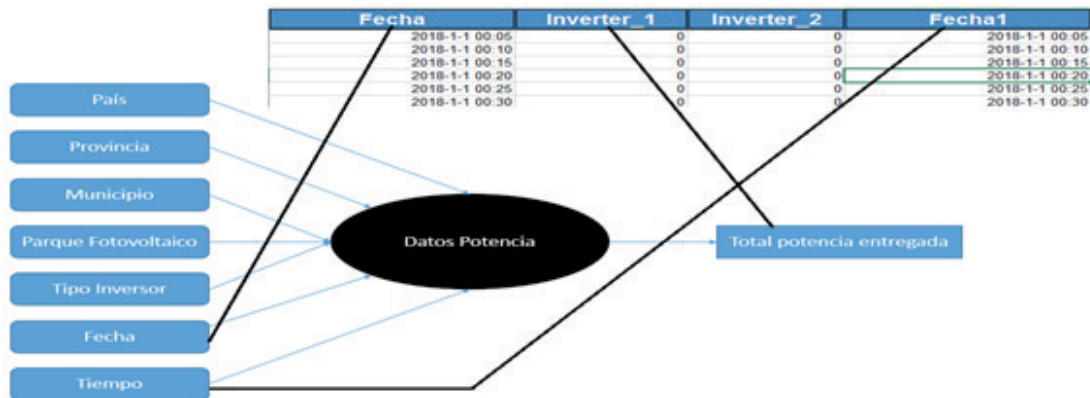 Fecha Inverter_1 Inverter_2 Fecha1
2018-1-1 00:05 0 0 2018-1-1 00:05
2018-1-1 00:10 0 0 2018-1-1 00:10
2018-1-1 00:15 0 0 2018-1-1 00:15
2018-1-1 00:20 0 0 2018-1-1 00:20
2018-1-1 00:25 0 0 2018-1-1 00:25
2018-1-1 00:30 0 0 2018-1-1 00:30
País
Provincia
Municipio
Parque Fotovoltaico
Tipo Inversor
Fecha
Tiempo
Datos Potencia
Total potencia entregada